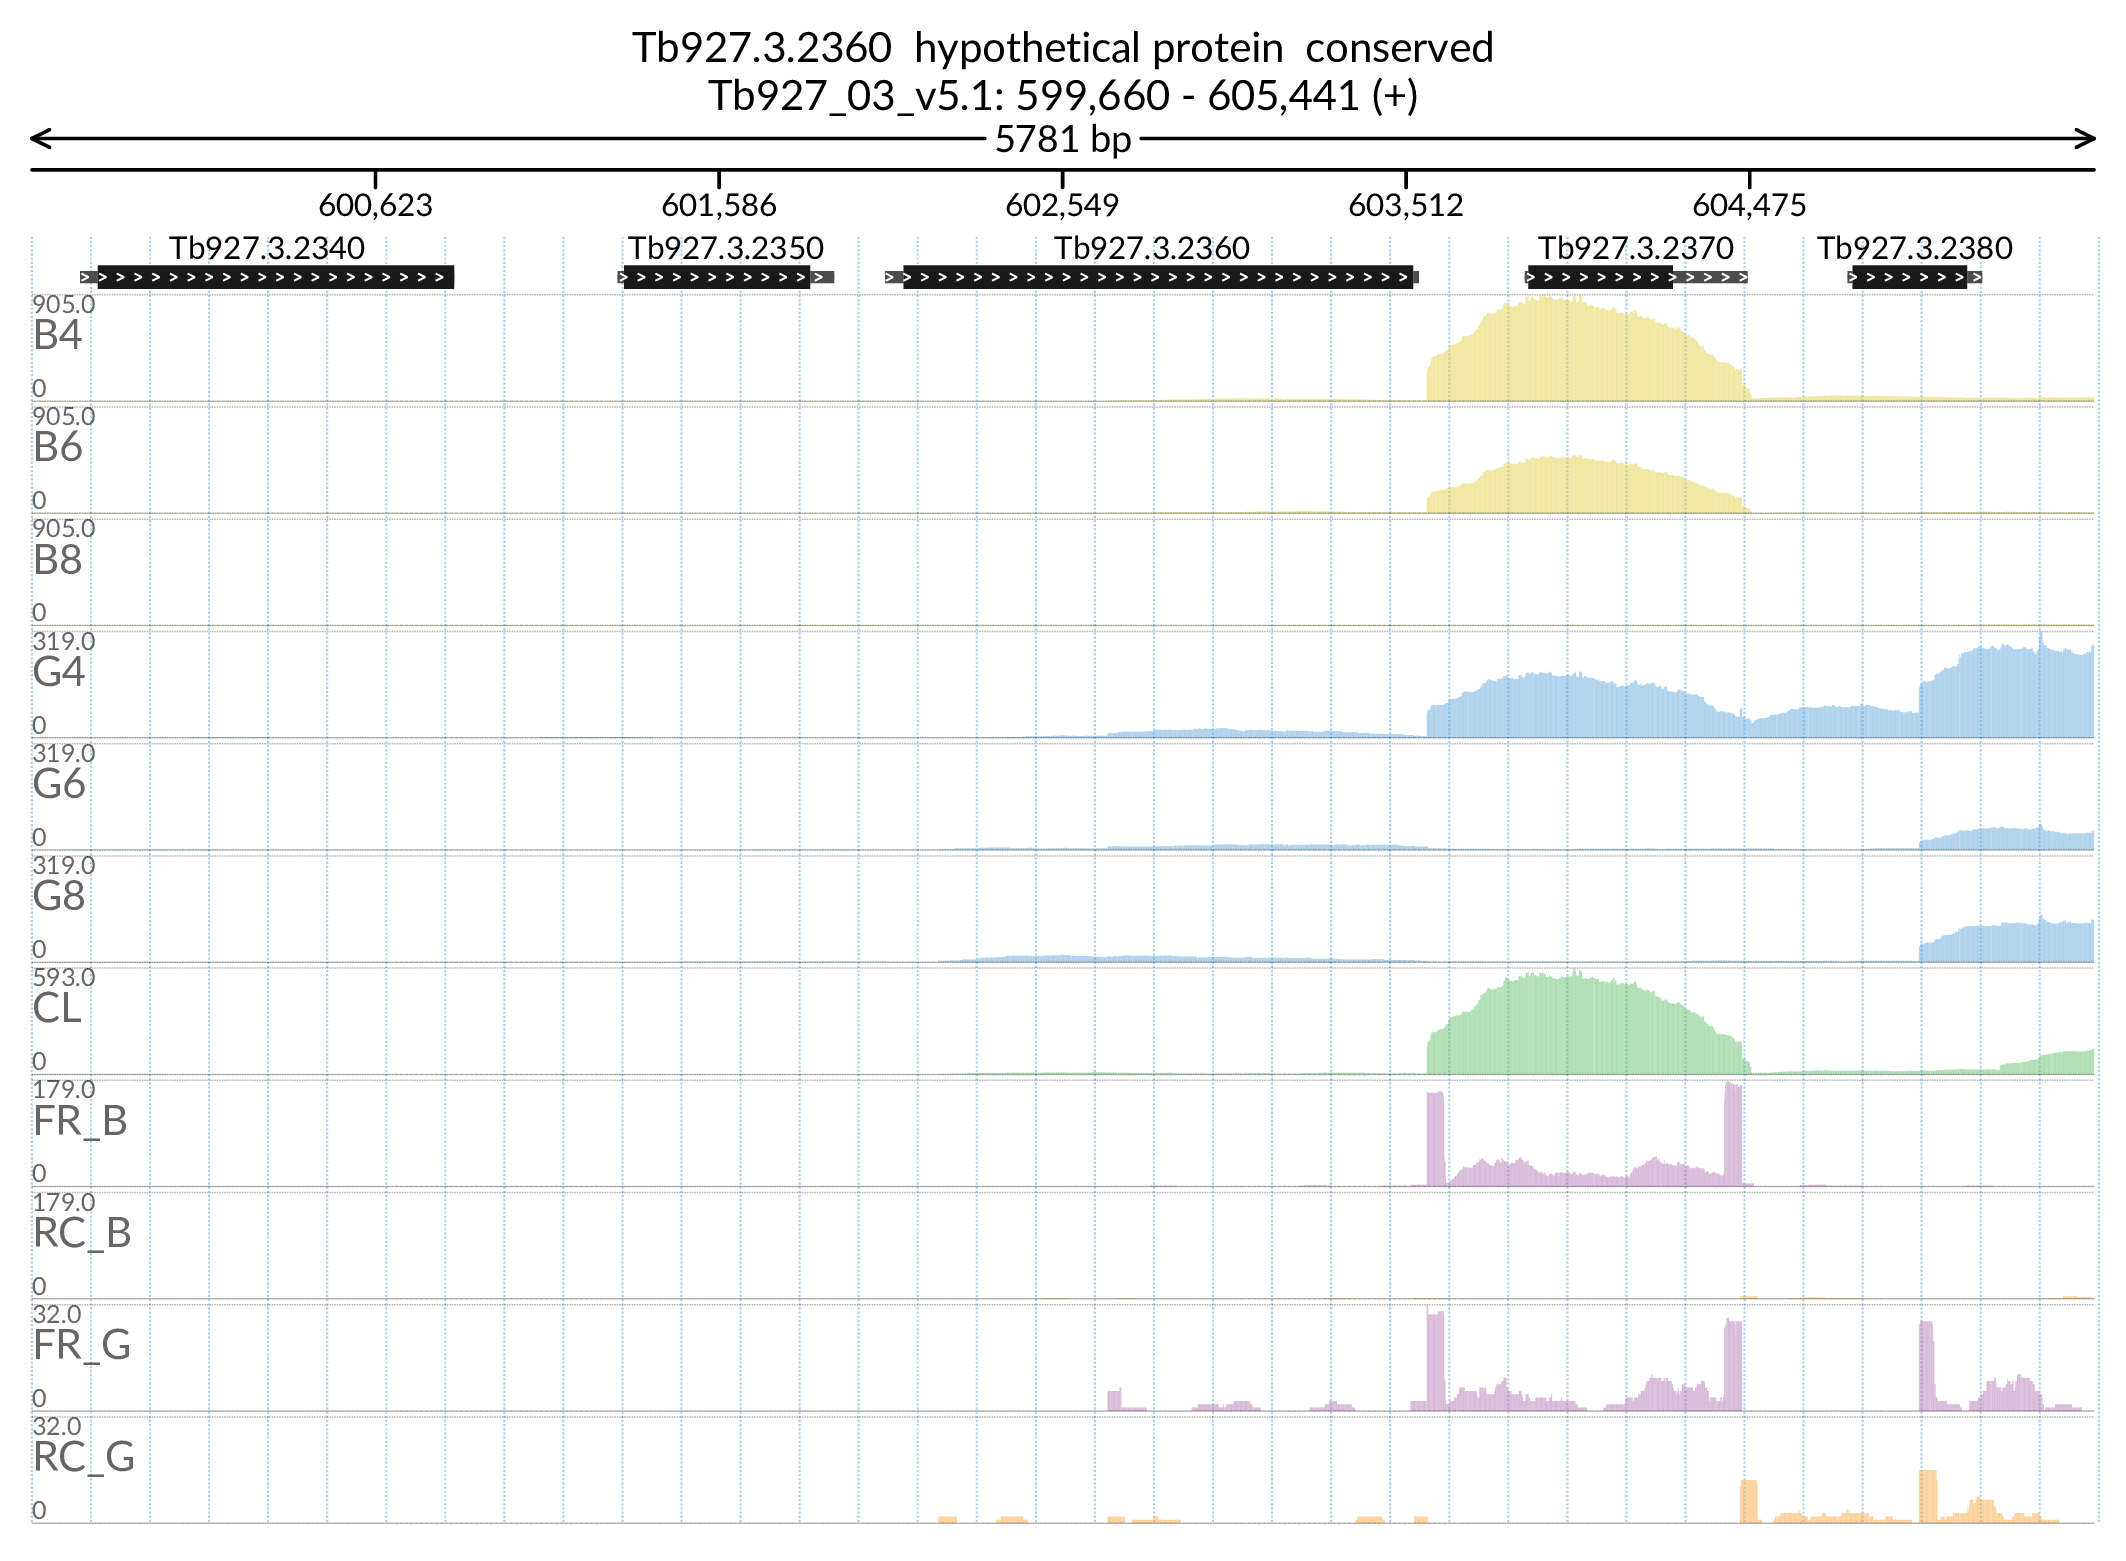 Tb927.3.2360  hypothetical protein  conserved
Tb927_03_v5.1: 599,660 - 605,441 (+)
5781 bp
600,623 601,586 602,549 603,512 604,475
Tb927.3.2340 Tb927.3.2350 Tb927.3.2360 Tb927.3.2370 Tb927.3.2380
905.0
B4
0
905.0
B6
0
905.0
B8
0
319.0
G4
0
319.0
G6
0
319.0
G8
0
593.0
CL
0
179.0
FR_B
0
179.0
RC_B
0
32.0
FR_G
0
32.0
RC_G
0